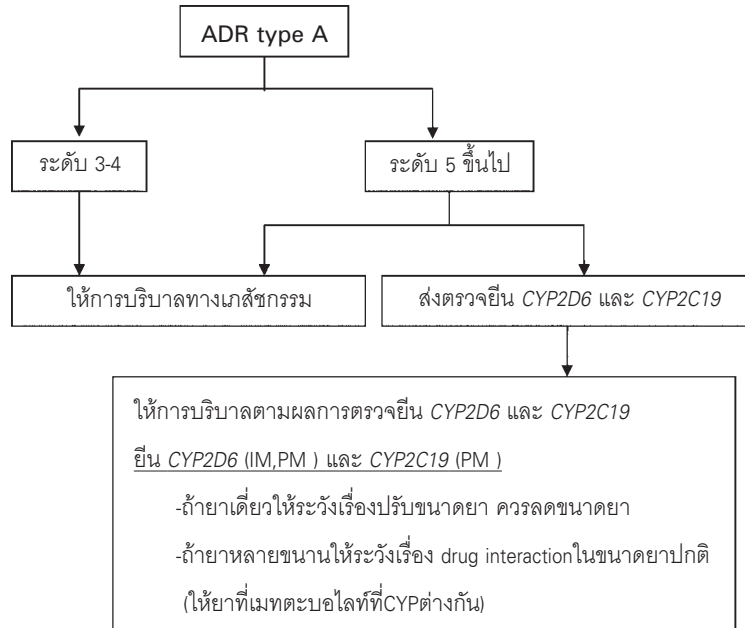 ADR type A
ระดับ 3-4
ระดับ 5 ขึ้นไป
ให้การบริบาลทางเภสัชกรรม
ส่งตรวจยีน CYP2D6 และ CYP2C19
ให้การบริบาลตามผลการตรวจยีน CYP2D6 และ CYP2C19
ยีน CYP2D6 (IM,PM ) และ CYP2C19 (PM )
-ถ้ายาเดี่ยวให้ระวังเรื่องปรับขนาดยา ควรลดขนาดยา
-ถ้ายาหลายขนานให้ระวังเรื่อง drug interactionในขนาดยาปกติ
(ให้ยาที่เมทตะบอไลท์ที่CYPต่างกัน)